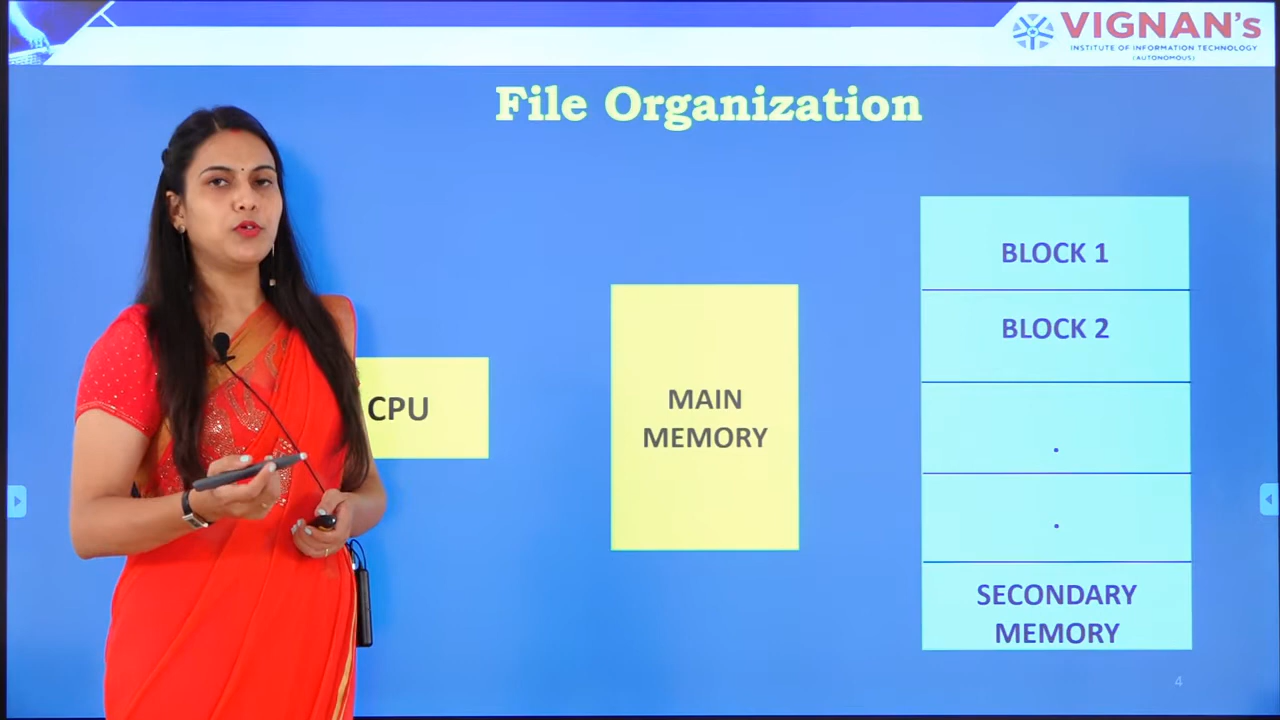 VIGNAN's
INSTITUTE OF INFORMATION TECHNOLOGY
(AUTONOMOUS)
File Organization
BLOCK 1
BLOCK 2
CPU
MAIN
MEMORY
.
.
SECONDARY
MEMORY
4